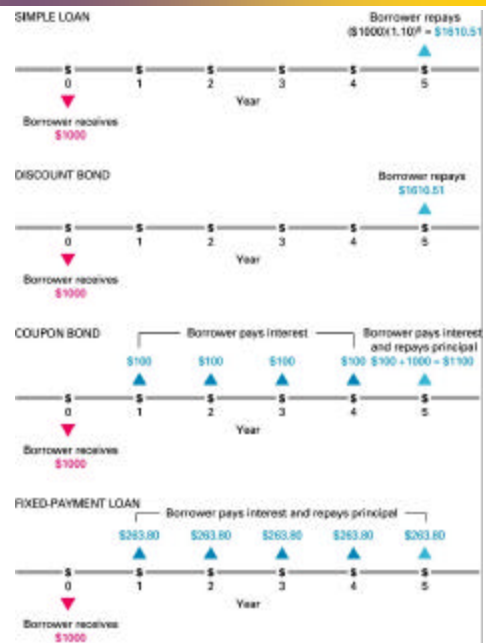 SIMPLE LOAN
Borrower repays
($1000)(1.10)⁵ = $1610.51
$ $ $ $ $ $
0 1 2 3 4 5
Year
Borrower receives
$1000
DISCOUNT BOND
Borrower repays
$1610.51
$ $ $ $ $ $
0 1 2 3 4 5
Year
Borrower receives
$1000
COUPON BOND
Borrower pays interest
Borrower pays interest
and repays principal
$100 $100 $100 $100 $100 + 1000 = $1100
$ $ $ $ $ $
0 1 2 3 4 5
Year
Borrower receives
$1000
FIXED-PAYMENT LOAN
Borrower pays interest and repays principal
$263.80 $263.80 $263.80 $263.80 $263.80
$ $ $ $ $ $
0 1 2 3 4 5
Year
Borrower receives
$1000